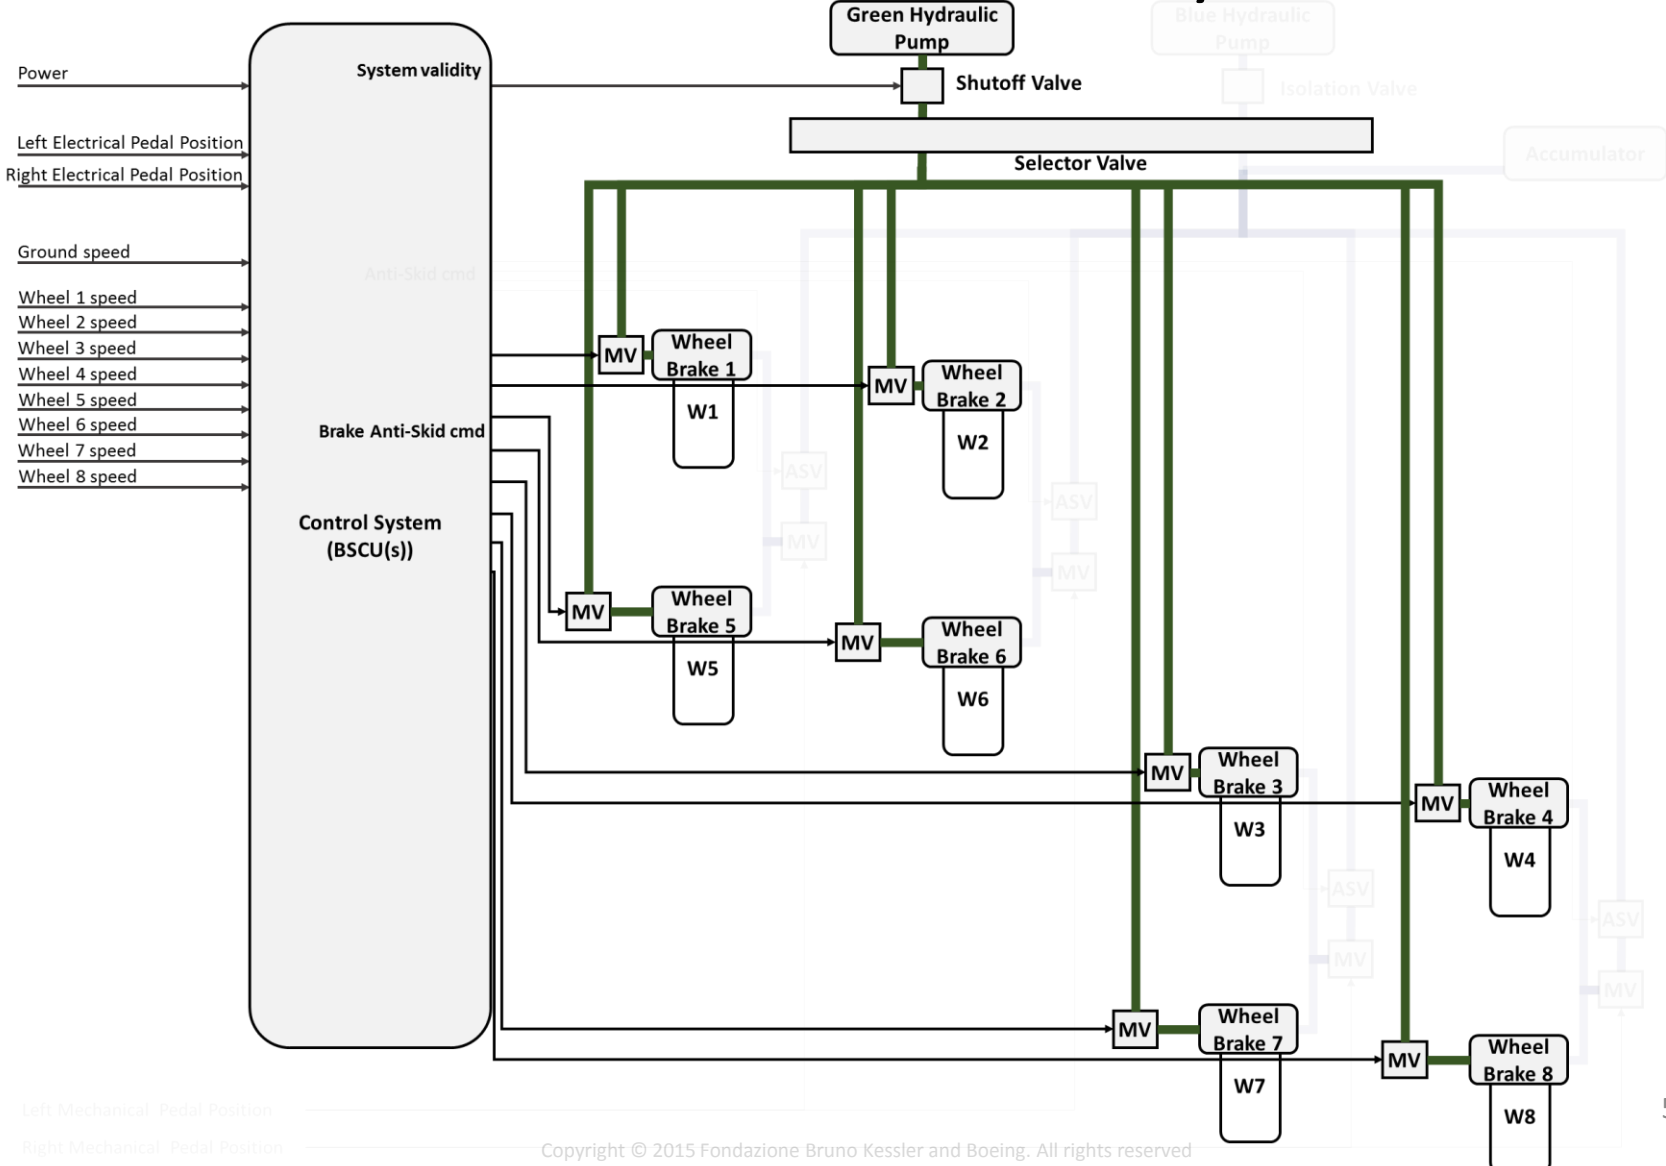 Green Hydraulic
Pump
Blue Hydraulic
Pump
Power
System validity
Shutoff Valve
Isolation Valve
Left Electrical Pedal Position
Selector Valve
Accumulator
Right Electrical Pedal Position
Ground speed
Anti-Skid cmd
Wheel 1 speed
Wheel 2 speed
Wheel 3 speed
Wheel 4 speed
Wheel 5 speed
Wheel 6 speed
Wheel 7 speed
Wheel 8 speed
Brake Anti-Skid cmd
Control System
(BSCU(s))
MV
Wheel
Brake 1
W1
MV
Wheel
Brake 2
W2
ASV
MV
ASV
MV
MV
Wheel
Brake 5
W5
MV
Wheel
Brake 6
W6
MV
Wheel
Brake 3
W3
MV
Wheel
Brake 4
W4
ASV
MV
ASV
MV
MV
Wheel
Brake 7
W7
MV
Wheel
Brake 8
W8
Left Mechanical Pedal Position
Right Mechanical Pedal Position
Copyright © 2015 Fondazione Bruno Kessler and Boeing. All rights reserved